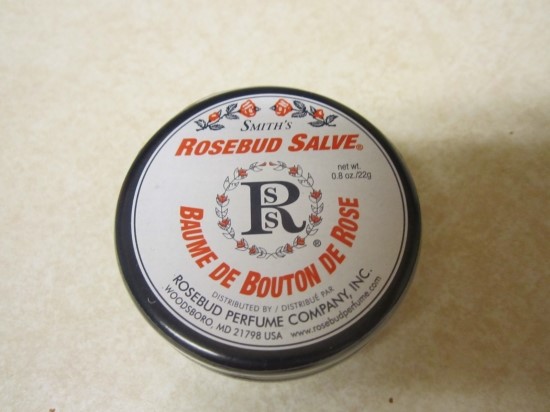 SMITH'S
ROSEBUD SALVE®
net wt.
0.8 oz./22g
R
S
S
®
BAUME DE BOUTON DE ROSE
DISTRIBUTED BY / DISTRIBUÉ PAR
ROSEBUD PERFUME COMPANY, INC.
WOODSBORO, MD 21798 USA www.rosebudperfume.com